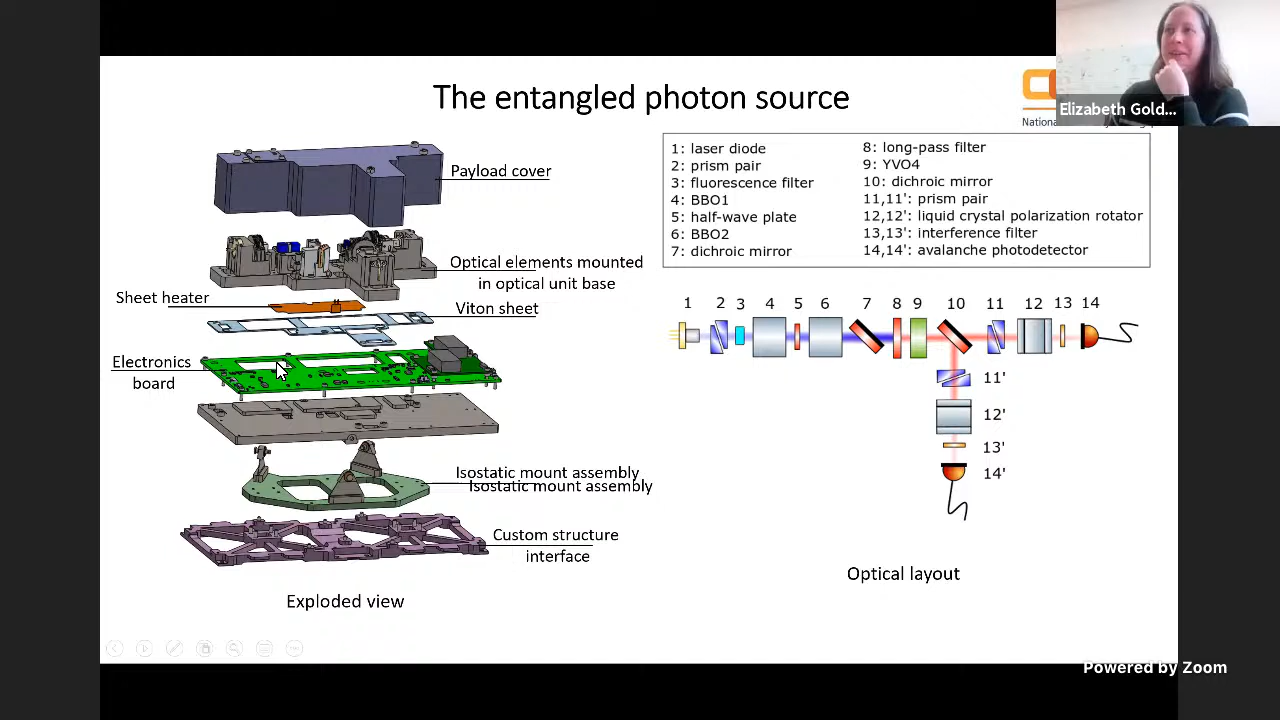 The entangled photon source
Elizabeth Gold...
National
Payload cover
Optical elements mounted
in optical unit base
Sheet heater
Viton sheet
Electronics
board
Isostatic mount assembly
Isostatic mount assembly
Custom structure
interface
Exploded view
1: laser diode
2: prism pair
3: fluorescence filter
4: BBO1
5: half-wave plate
6: BBO2
7: dichroic mirror
8: long-pass filter
9: YVO4
10: dichroic mirror
11,11': prism pair
12,12': liquid crystal polarization rotator
13,13': interference filter
14,14': avalanche photodetector
1 2 3 4 5 6 7 8 9 10 11 12 13 14
11'
12'
13'
14'
Optical layout
Powered by Zoom